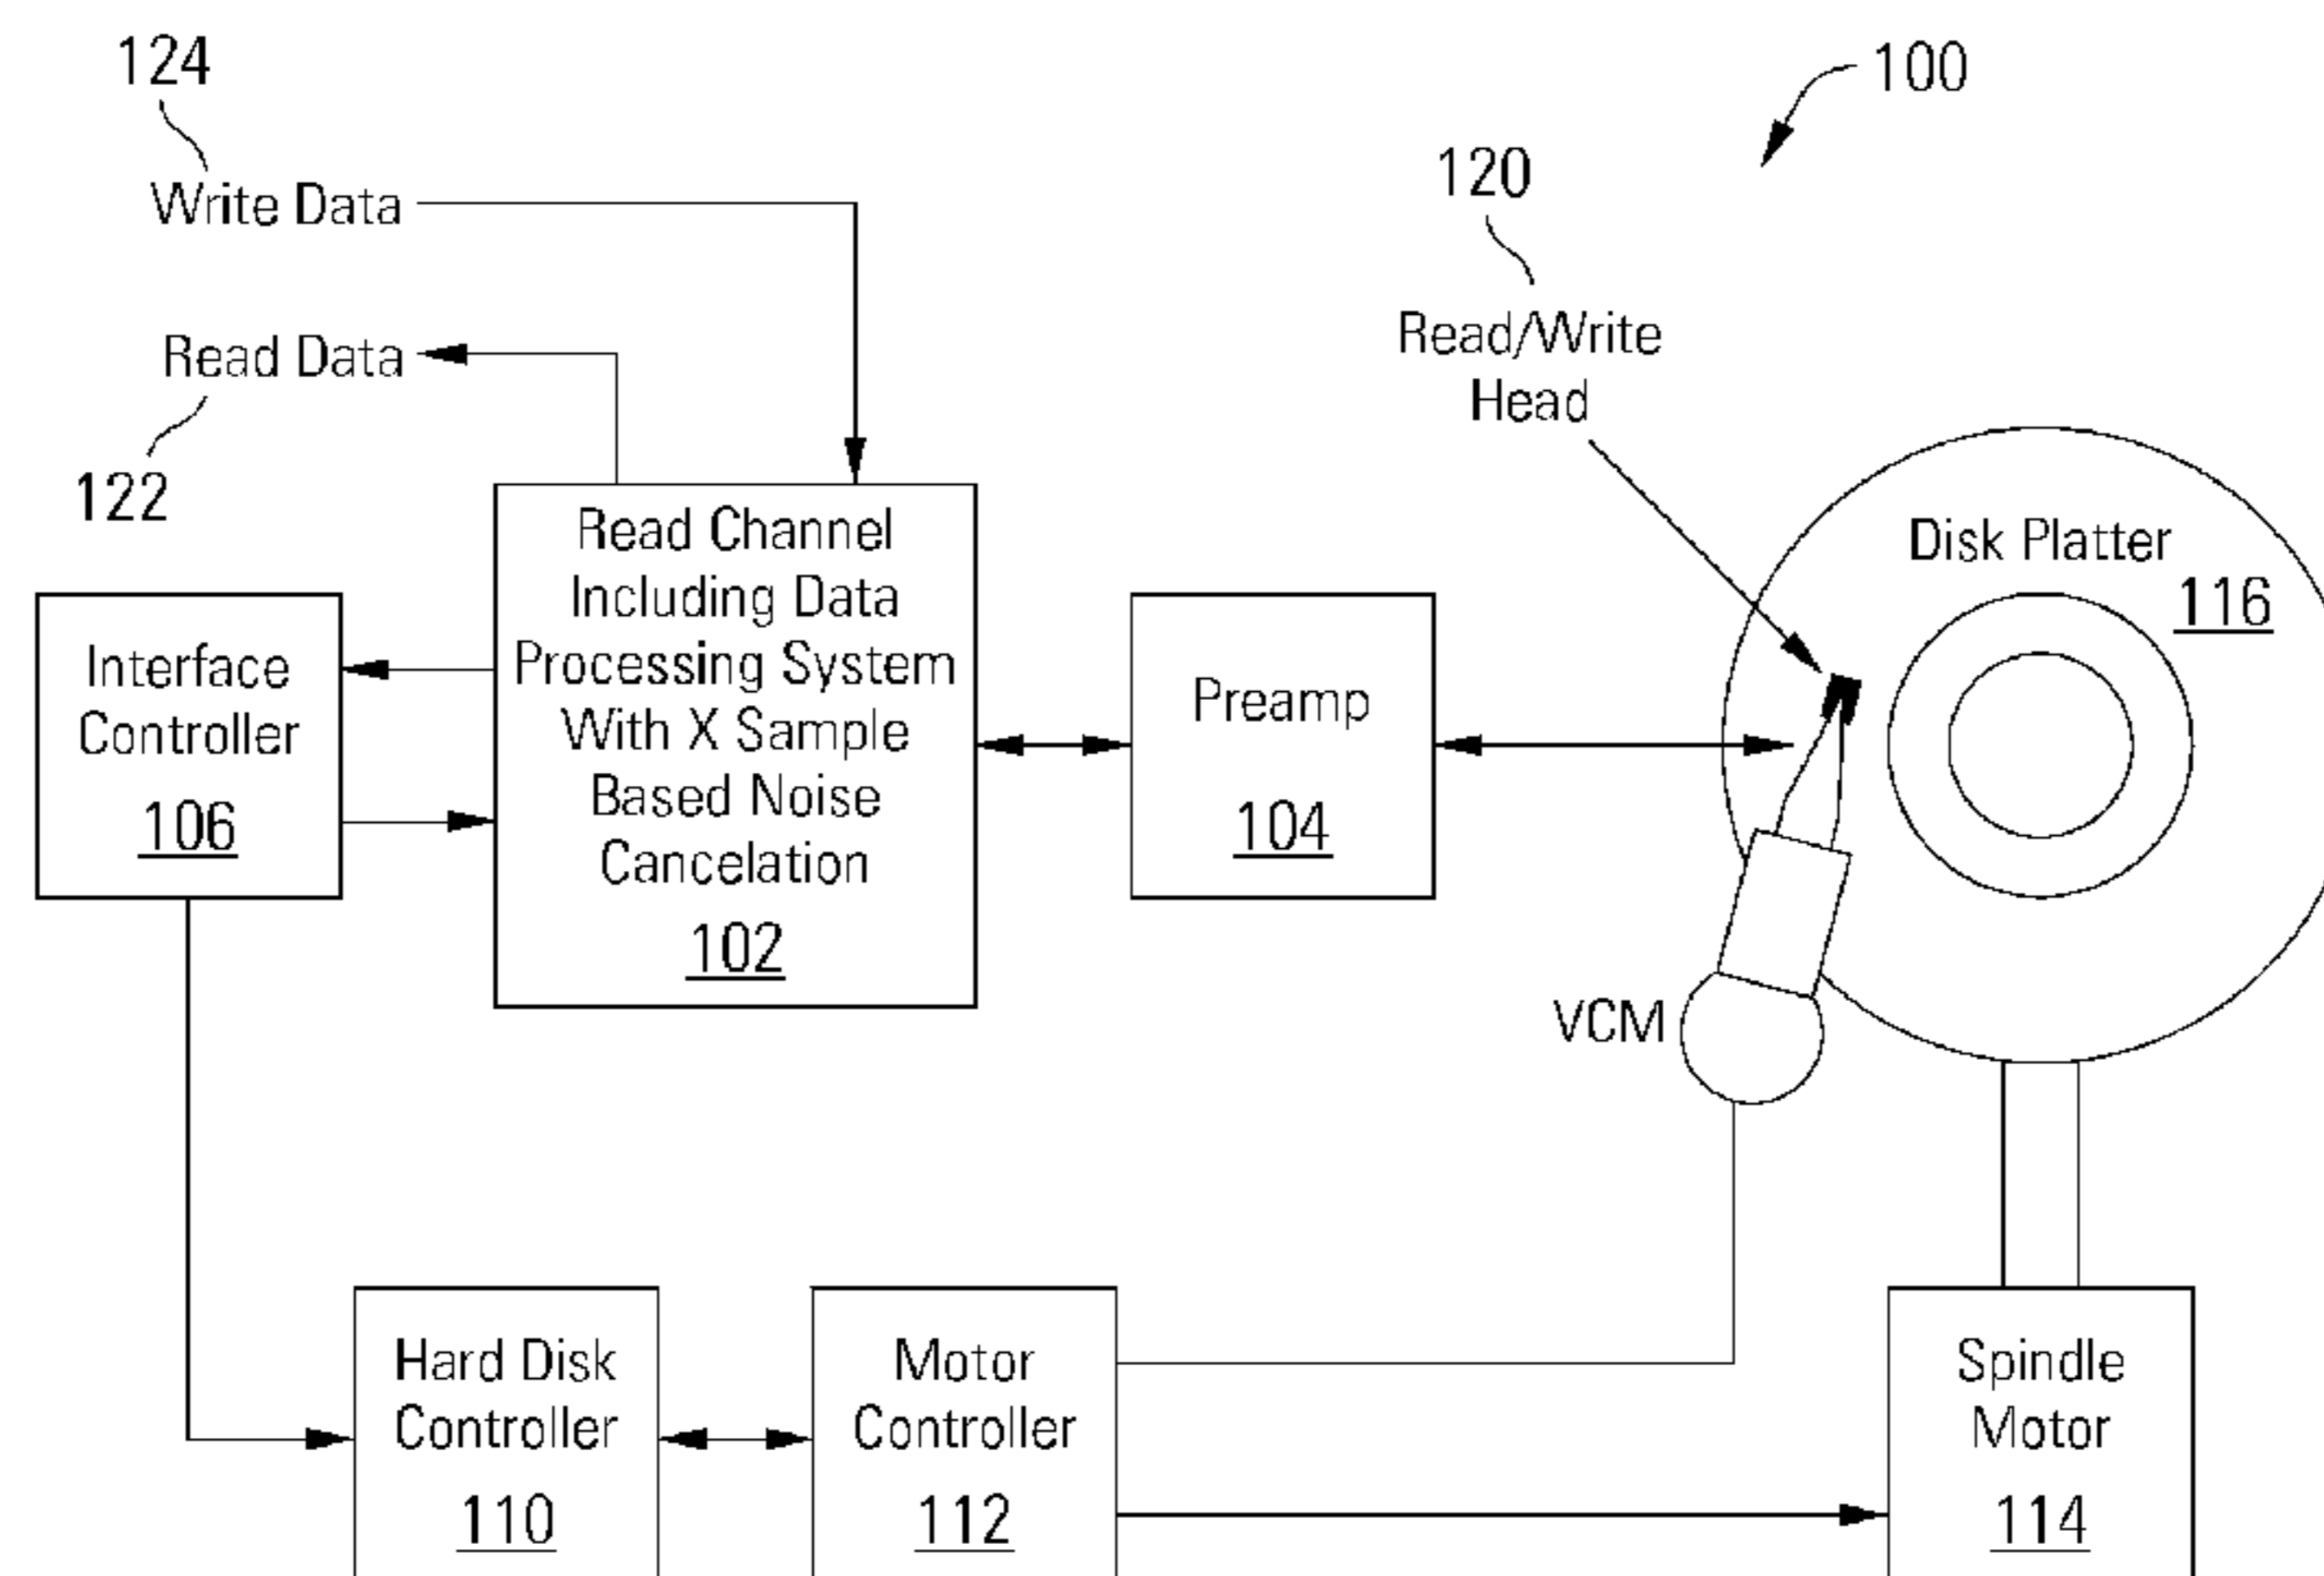 124
100
Write Data
120
Read/Write
Head
Read Data
122
Read Channel
Including Data
Processing System
With X Sample
Based Noise
Cancelation
102
Disk Platter
116
Interface
Controller
106
Preamp
104
VCM
Hard Disk
Controller
110
Motor
Controller
112
Spindle
Motor
114